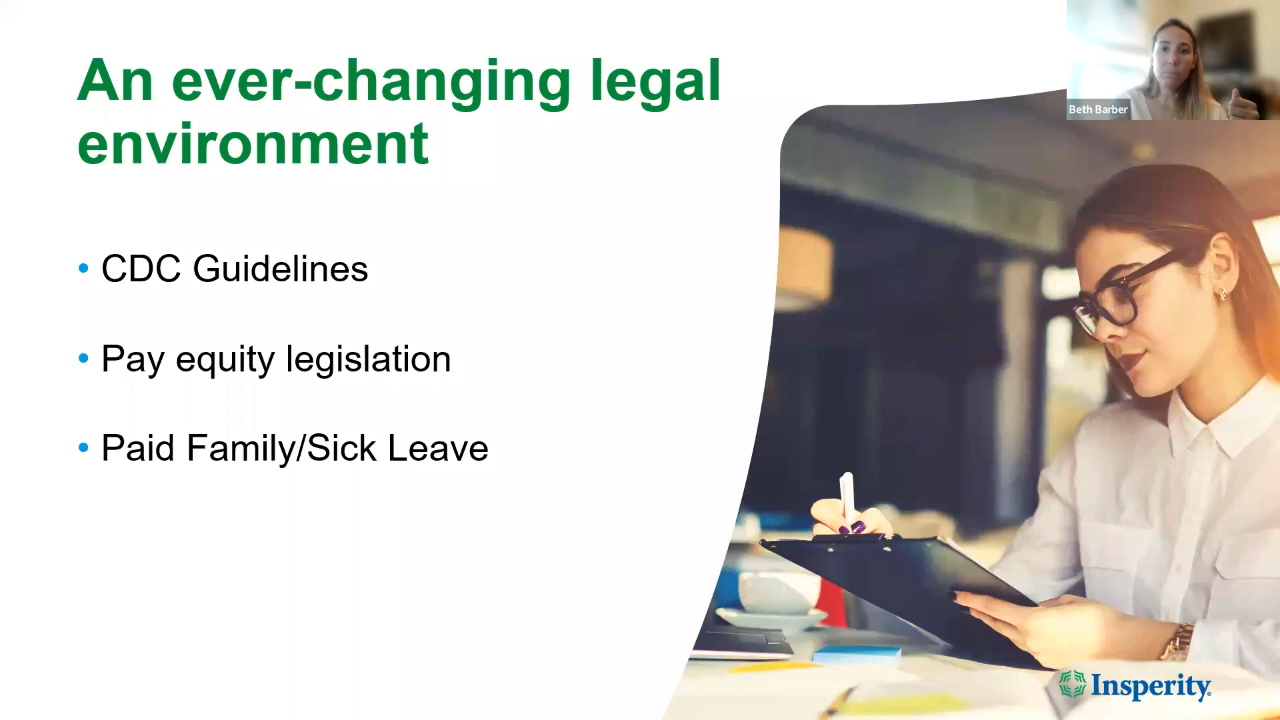 An ever-changing legal
environment
• CDC Guidelines
• Pay equity legislation
• Paid Family/Sick Leave
Beth Barber
Insperity.